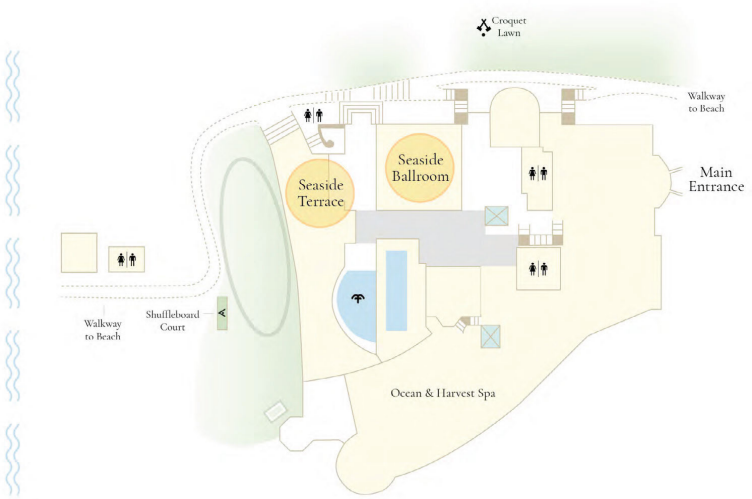 Croquet
Lawn
Walkway
to Beach
Seaside
Ballroom
Main
Entrance
Seaside
Terrace
Shuffleboard
Court
Walkway
to Beach
Ocean & Harvest Spa